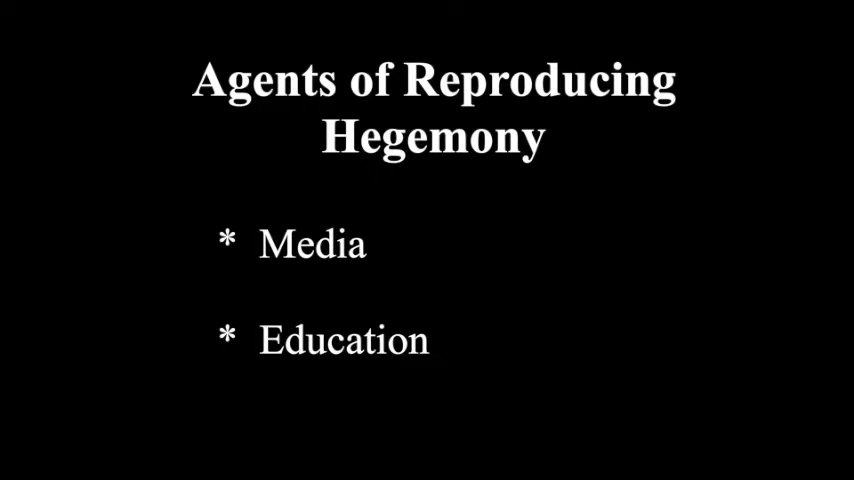 Agents of Reproducing
Hegemony
* Media
* Education